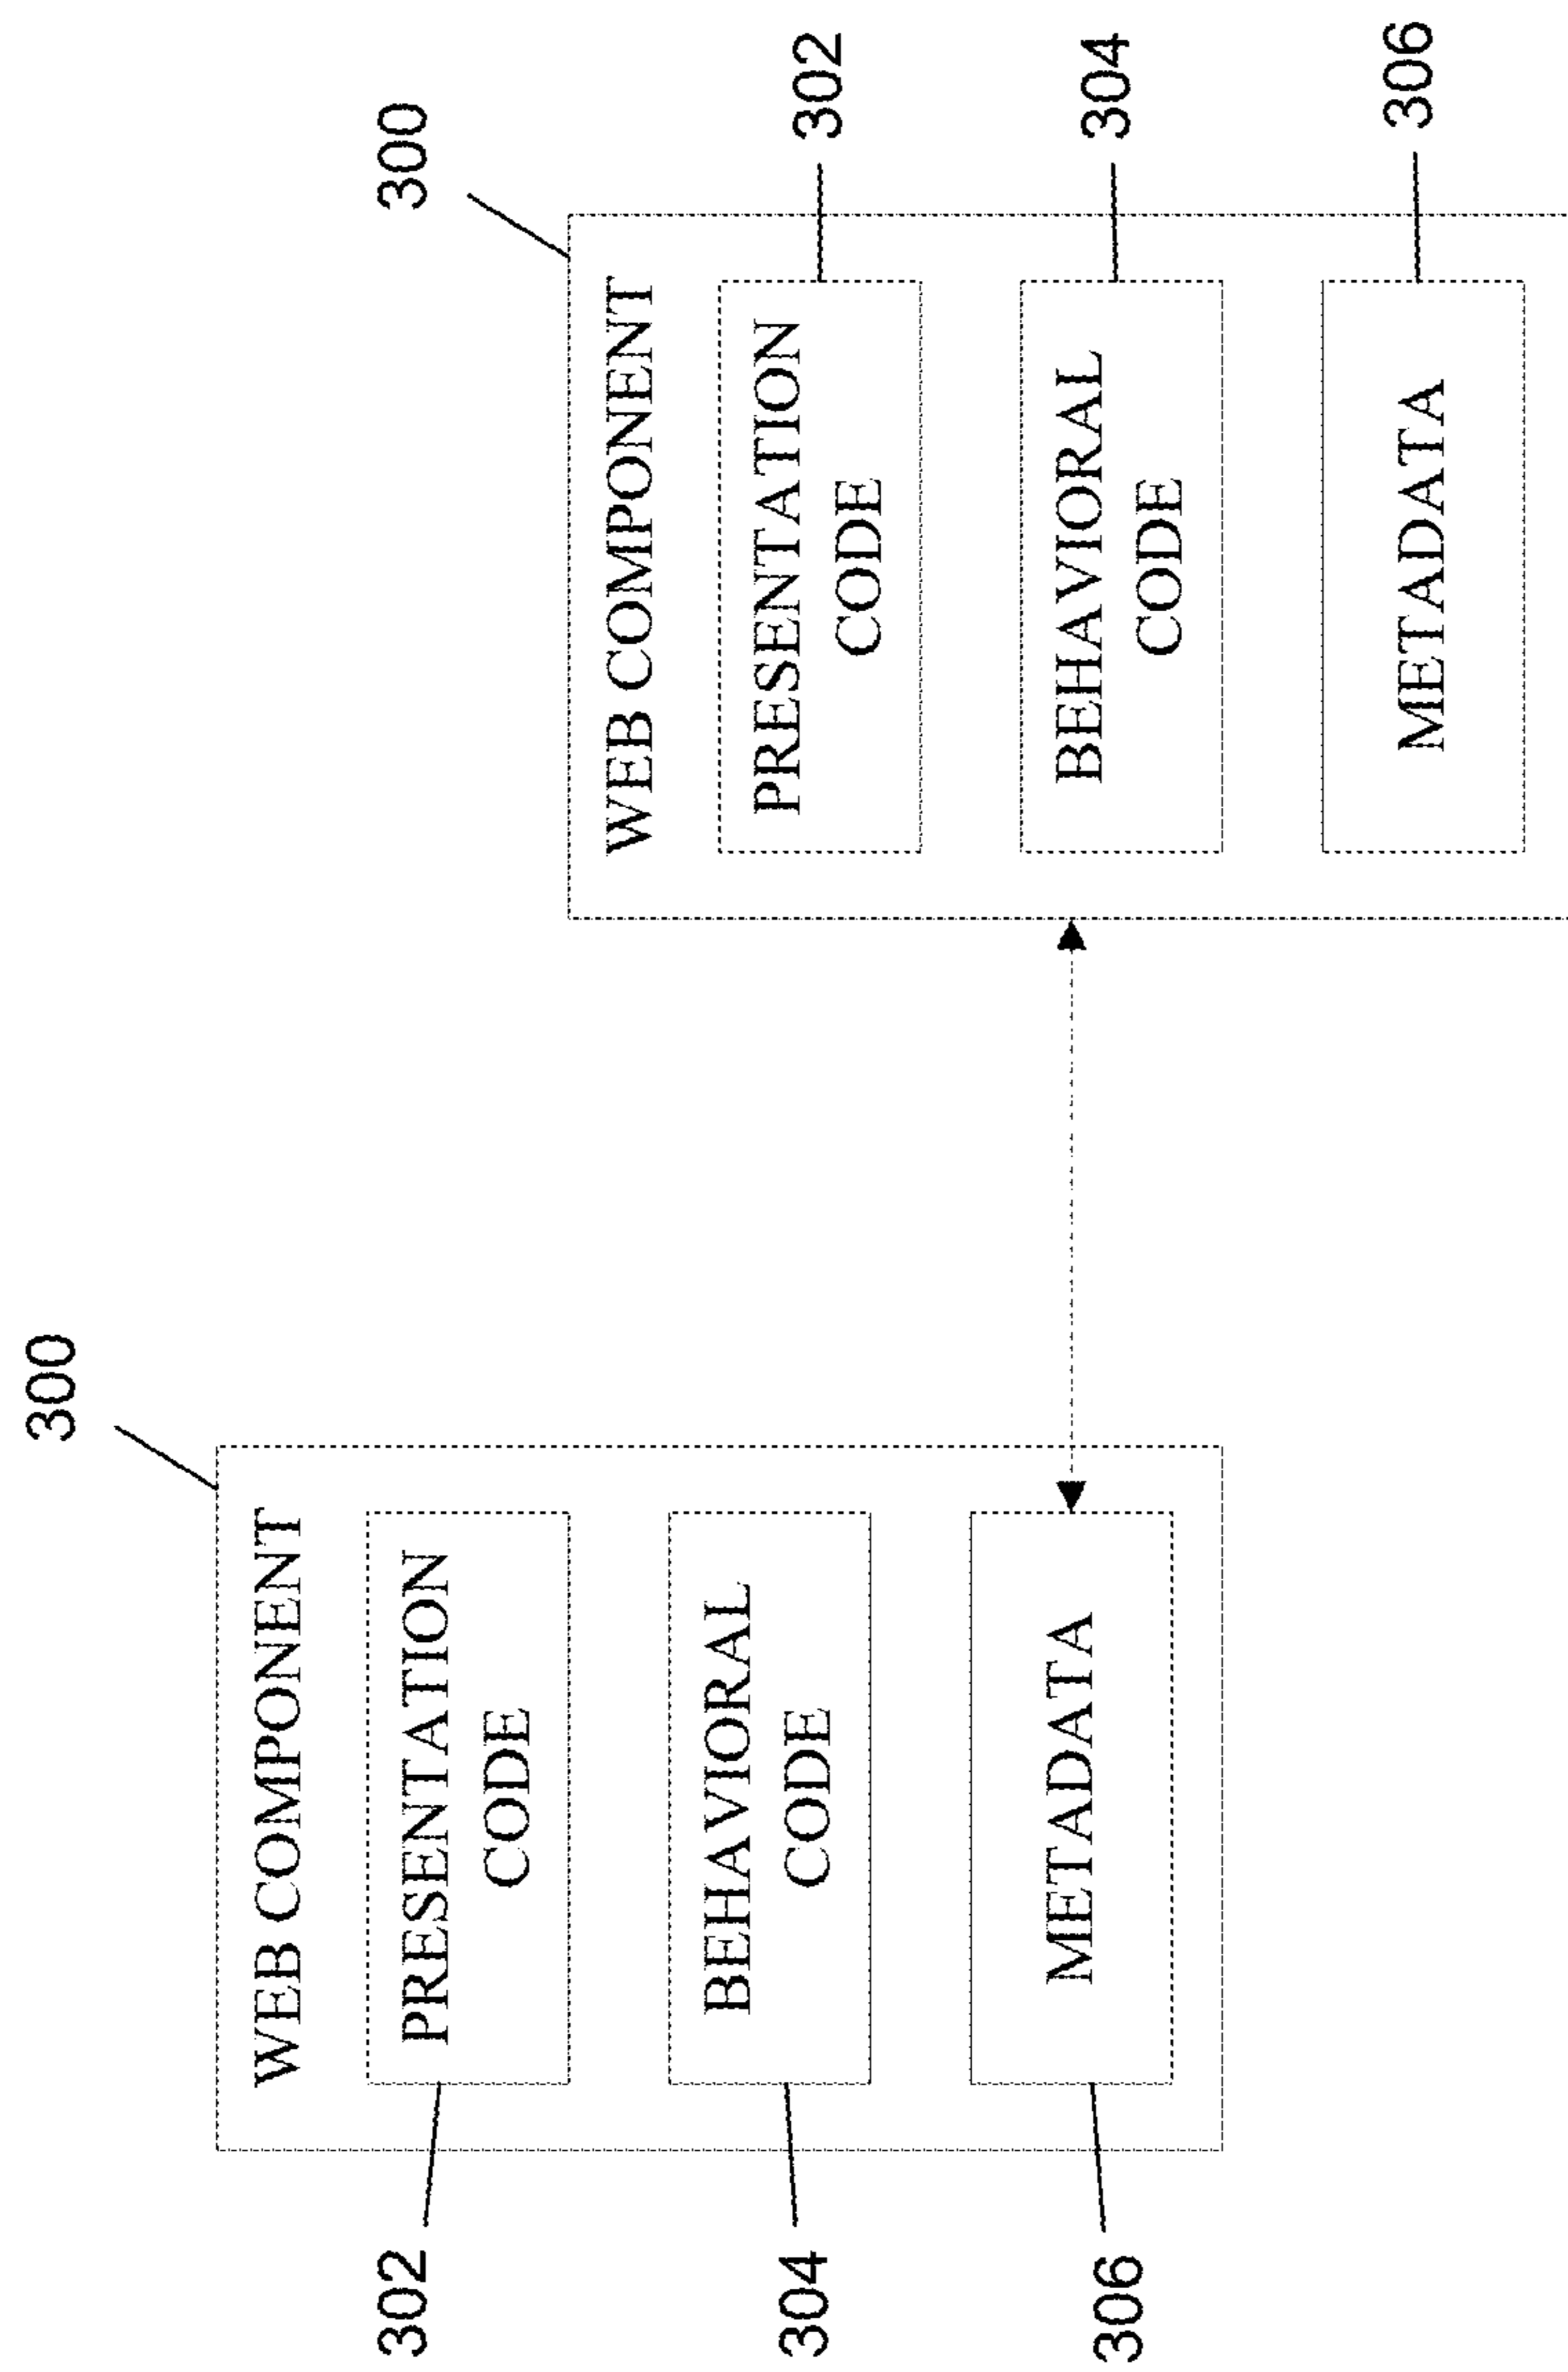 300
WEB COMPONENT
302
PRESENTATION
CODE
304
BEHAVIORAL
CODE
306
METADATA
300
WEB COMPONENT
PRESENTATION
CODE
302
BEHAVIORAL
CODE
304
METADATA
306